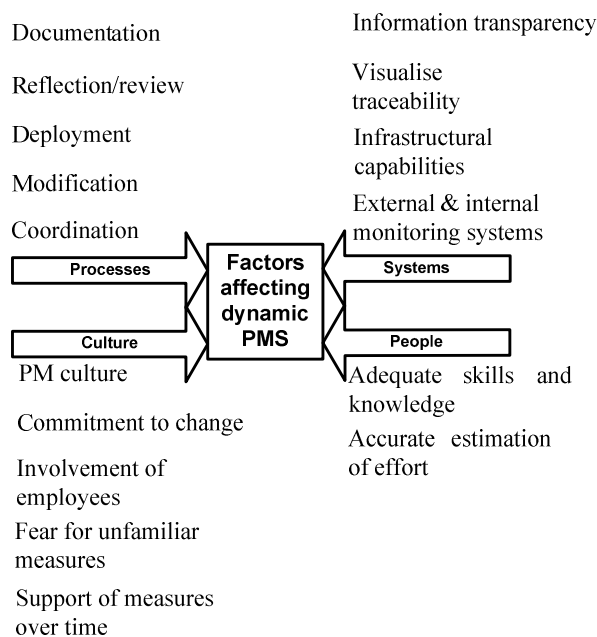 Documentation
Reflection/review
Deployment
Modification
Coordination
Processes
Information transparency
Visualise
traceability
Infrastructural
capabilities
External & internal
monitoring systems
Systems
Factors
affecting
dynamic
PMS
Culture
PM culture
Commitment to change
Involvement of
employees
Fear for unfamiliar
measures
Support of measures
over time
People
Adequate skills and
knowledge
Accurate estimation
of effort